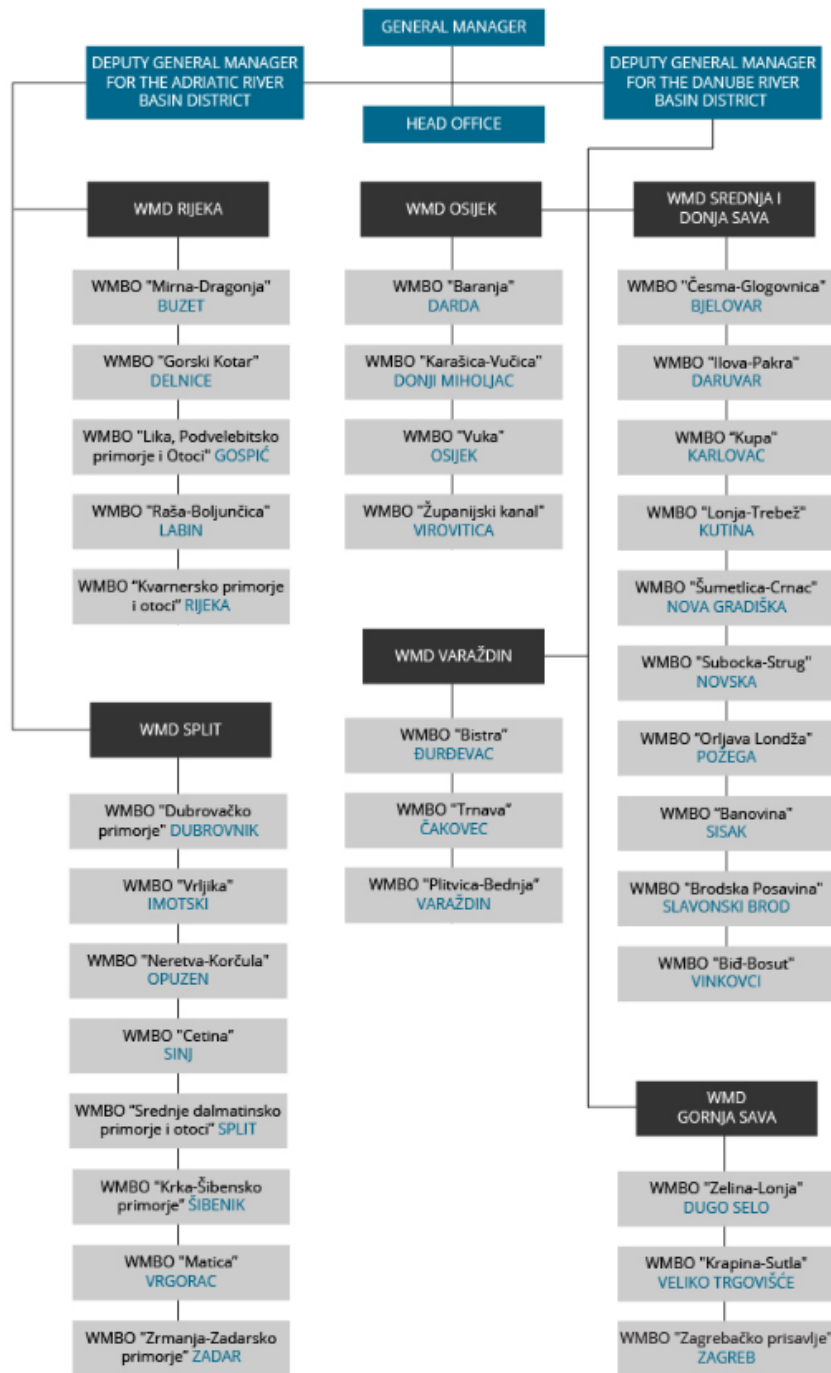 GENERAL MANAGER
DEPUTY GENERAL MANAGER
FOR THE ADRIATIC RIVER
BASIN DISTRICT
DEPUTY GENERAL MANAGER
FOR THE DANUBE RIVER
BASIN DISTRICT
HEAD OFFICE
WMD RIJEKA
WMBO "Mirna-Dragonja"
BUZET
WMBO "Gorski Kotar"
DELNICE
WMBO "Lika, Podvelebitsko
primorje i Otoci" GOSPIĆ
WMBO "Raša-Boljunčica"
LABIN
WMBO "Kvarnersko primorje
i otoci" RIJEKA
WMD SPLIT
WMBO "Dubrovačko
primorje" DUBROVNIK
WMBO "Vrljika"
IMOTSKI
WMBO "Neretva-Korčula"
OPUZEN
WMBO "Cetina"
SINJ
WMBO "Srednje dalmatinsko
primorje i otoci" SPLIT
WMBO "Krka-Šibensko
primorje" ŠIBENIK
WMBO "Matica"
VRGORAC
WMBO "Zrmanja-Zadarsko
primorje" ZADAR
WMD OSIJEK
WMBO "Baranja"
DARDA
WMBO "Karašica-Vučica"
DONJI MIHOLJAC
WMBO "Vuka"
OSIJEK
WMBO "Županijski kanal"
VIROVITICA
WMD VARAŽDIN
WMBO "Bistra"
ĐURĐEVAC
WMBO "Trnava"
ČAKOVEC
WMBO "Plitvica-Bednja"
VARAŽDIN
WMD SREDNJA I
DONJA SAVA
WMBO "Česma-Glogovnica"
BJELOVAR
WMBO "Ilova-Pakra"
DARUVAR
WMBO "Kupa"
KARLOVAC
WMBO "Lonja-Trebež"
KUTINA
WMBO "Šumetlica-Crnac"
NOVA GRADIŠKA
WMBO "Subocka-Strug"
NOVSKA
WMBO "Orljava Londža"
POŽEGA
WMBO "Banovina"
SISAK
WMBO "Brodska Posavina"
SLAVONSKI BROD
WMBO "Biđ-Bosut"
VINKOVCI
WMD
GORNJA SAVA
WMBO "Zelina-Lonja"
DUGO SELO
WMBO "Krapina-Sutla"
VELIKO TRGOVIŠĆE
WMBO "Zagrebačko prisavlje"
ZAGREB